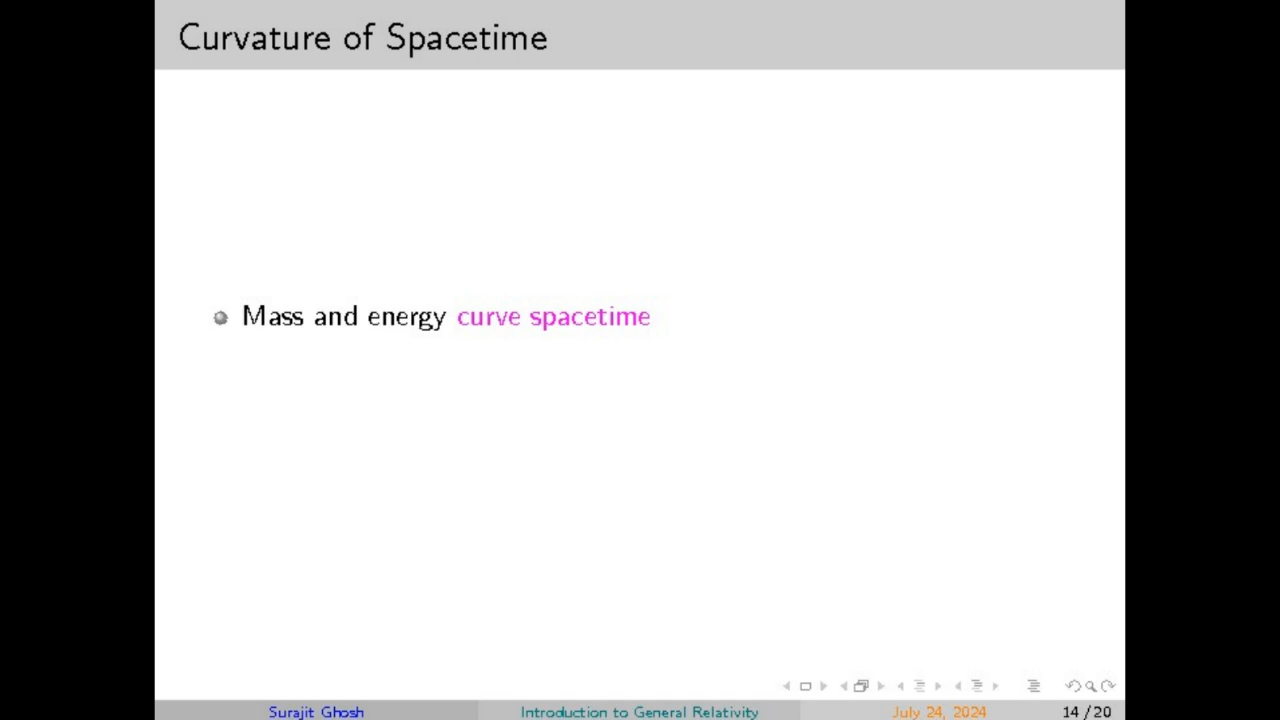 Curvature of Spacetime
Mass and energy curve spacetime
Surajit Ghosh
Introduction to General Relativity
July 24, 2024
14 / 20